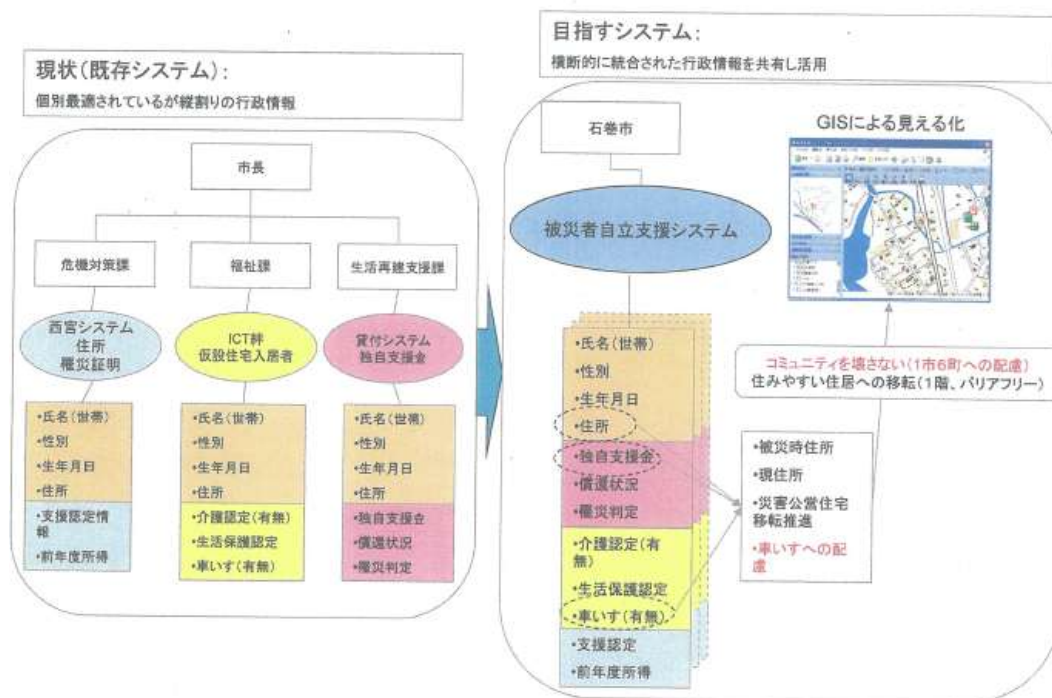 現状(既存システム):
個別最適されているが縦割りの行政情報
市長
危機対策課
福祉課
生活再建支援課
西宮システム
住所
罹災証明
ICT絆
仮設住宅入居者
貸付システム
独自支援金
•氏名(世帯)
•性別
•生年月日
•住所
•支援認定情
報
•前年度所得
•氏名(世帯)
•性別
•生年月日
•住所
•介護認定(有無)
•生活保護認定
•車いす(有無)
•氏名(世帯)
•性別
•生年月日
•住所
•独自支援金
•償還状況
•罹災判定
目指すシステム:
横断的に統合された行政情報を共有し活用
石巻市
被災者自立支援システム
GISによる見える化
•氏名(世帯)
•性別
•生年月日
•住所
•独自支援金
•償還状況
•罹災判定
•介護認定(有
無)
•生活保護認定
•車いす(有無)
•支援認定
•前年度所得
コミュニティを壊さない(1市6町への配慮)
住みやすい住居への移転(1階、バリアフリー)
•被災時住所
•現住所
•災害公営住宅
移転推進
•車いすへの配
慮